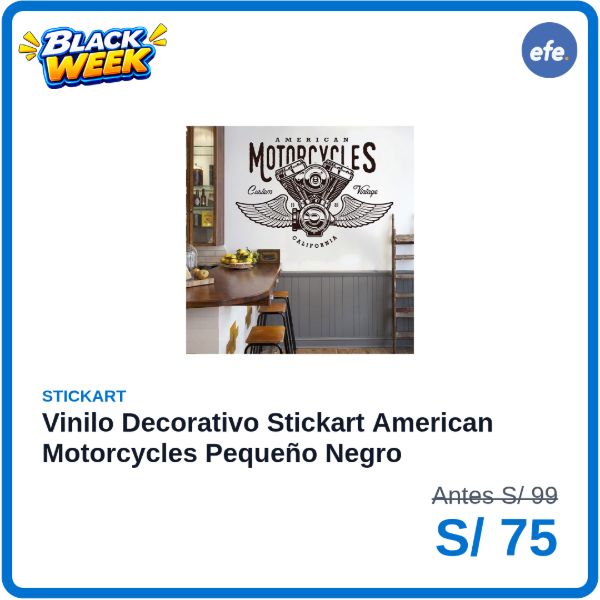 BLACK
WEEK
efe.
AMERICAN
MOTORCYCLES
Custom Vintage
CALIFORNIA
STICKART
Vinilo Decorativo Stickart American
Motorcycles Pequeño Negro
Antes S/ 99
S/ 75